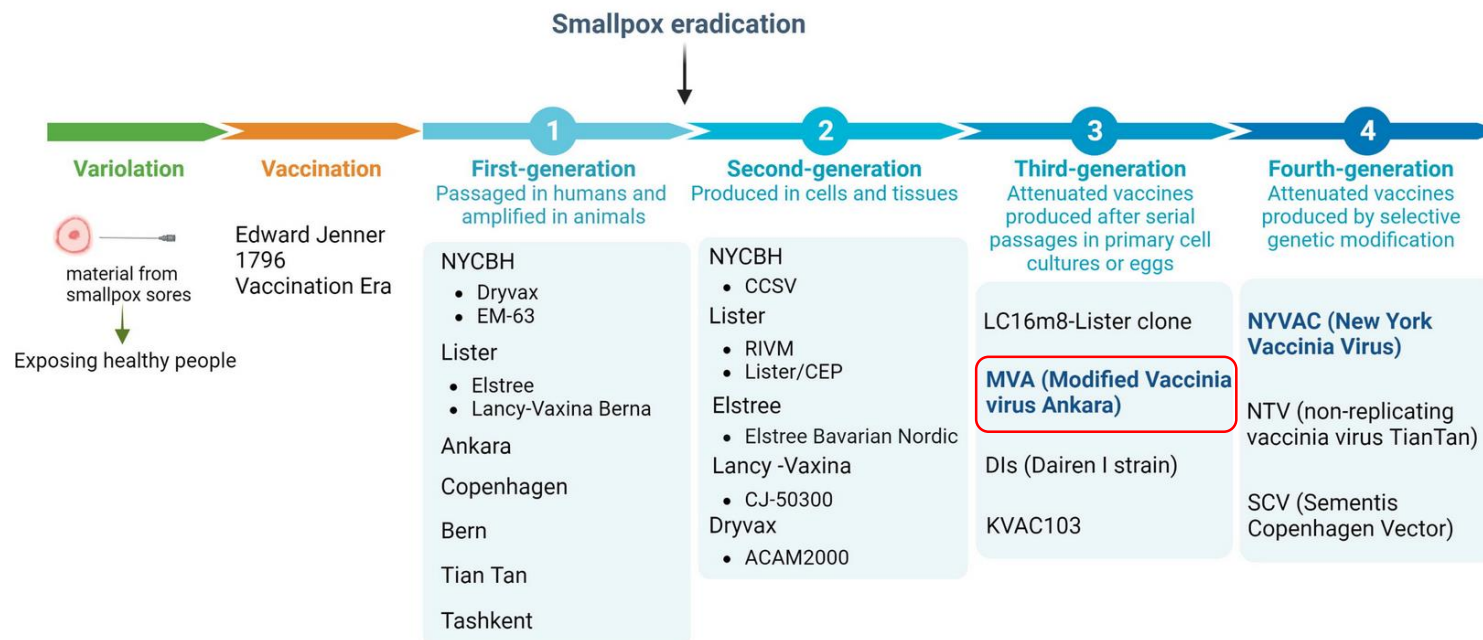 Smallpox eradication
Variolation
material from
smallpox sores
Exposing healthy people
Vaccination
Edward Jenner
1796
Vaccination Era
1
First-generation
Passaged in humans and
amplified in animals
NYCBH
• Dryvax
• EM-63
Lister
• Elstree
• Lancy-Vaxina Berna
Ankara
Copenhagen
Bern
Tian Tan
Tashkent
2
Second-generation
Produced in cells and tissues
NYCBH
• CCSV
Lister
• RIVM
• Lister/CEP
Elstree
• Elstree Bavarian Nordic
Lancy -Vaxina
• CJ-50300
Dryvax
• ACAM2000
3
Third-generation
Attenuated vaccines
produced after serial
passages in primary cell
cultures or eggs
LC16m8-Lister clone
MVA (Modified Vaccinia
virus Ankara)
DIs (Dairen I strain)
KVAC103
4
Fourth-generation
Attenuated vaccines
produced by selective
genetic modification
NYVAC (New York
Vaccinia Virus)
NTV (non-replicating
vaccinia virus TianTan)
SCV (Sementis
Copenhagen Vector)